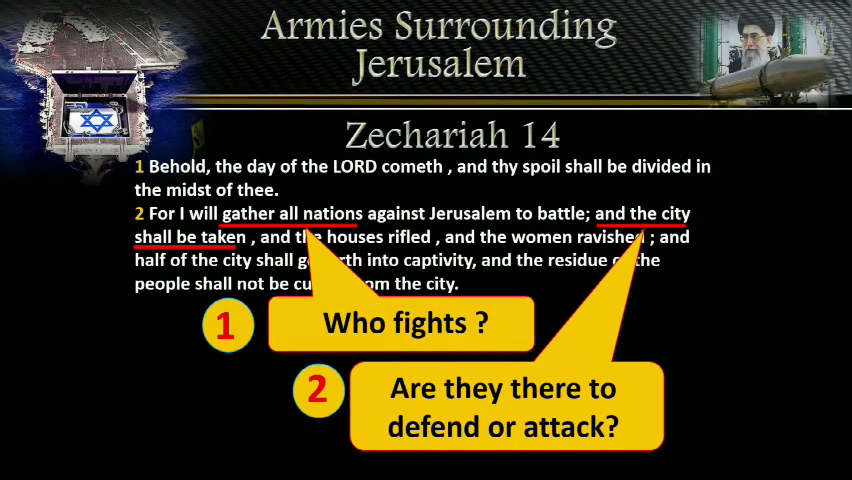 Armies Surrounding
Jerusalem
Zechariah 14
1 Behold, the day of the LORD cometh , and thy spoil shall be divided in
the midst of thee.
2 For I will gather all nations against Jerusalem to battle; and the city
shall be taken , and the houses rifled , and the women ravished ; and
half of the city shall go forth into captivity, and the residue of the
people shall not be cut from the city.
1 Who fights ?
2 Are they there to
defend or attack?